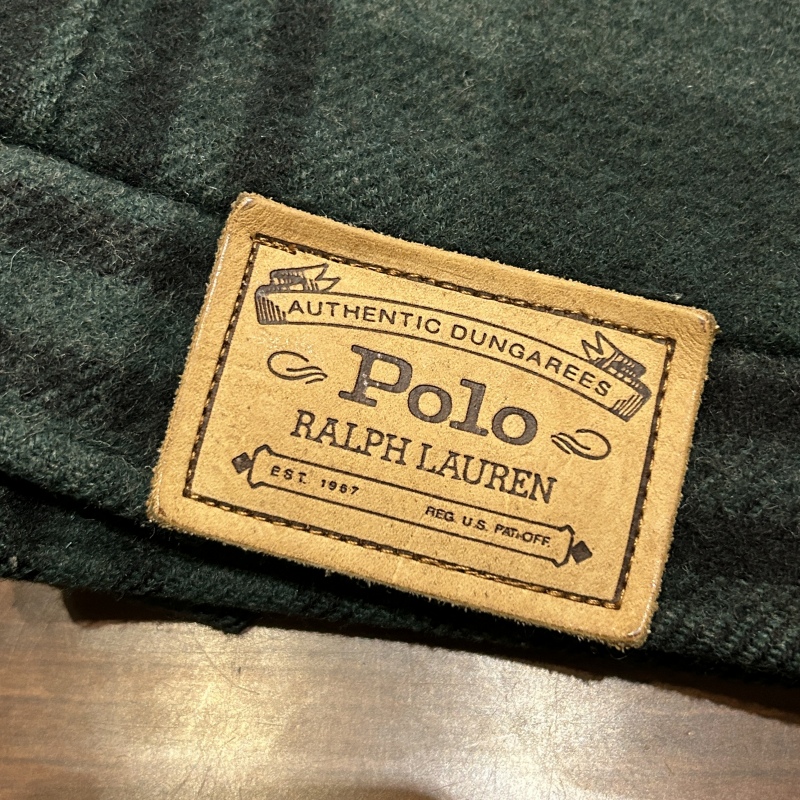 AUTHENTIC DUNGAREES
Polo
RALPH LAUREN
EST. 1967
REG. U.S. PAT. OFF.